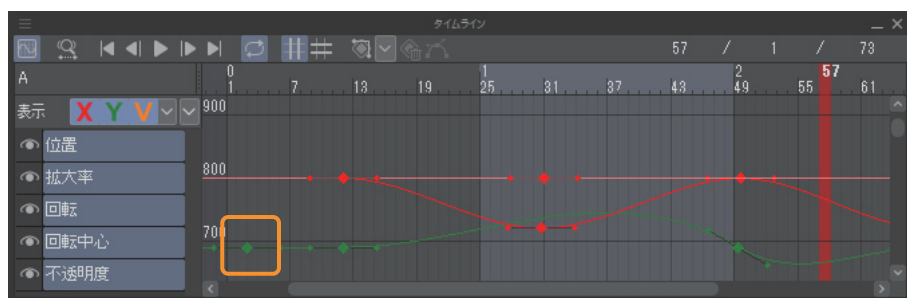 タイムライン
57 / 1 / 73
A
0 1 2 57
1 7 13 19 25 31 37 43 49 55 61
表示 X Y V 900
位置
拡大率 800
回転
回転中心 700
不透明度